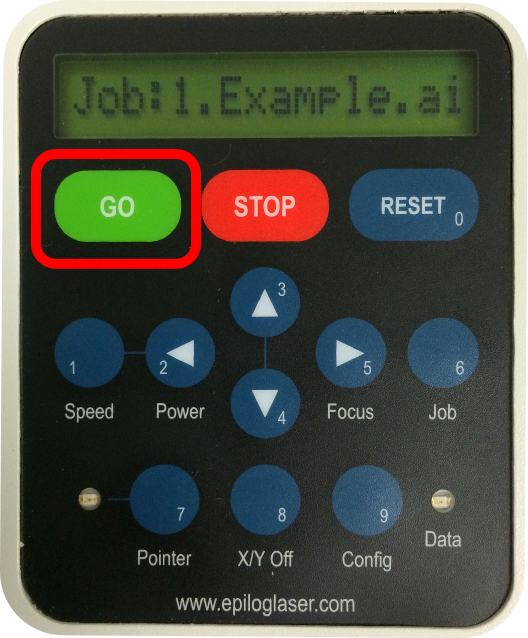 Job:1.Example.ai
GO STOP RESET 0
3
1 2 5 6
4
Speed Power Focus Job
7 8 9
Pointer X/Y Off Config Data
www.epiloglaser.com